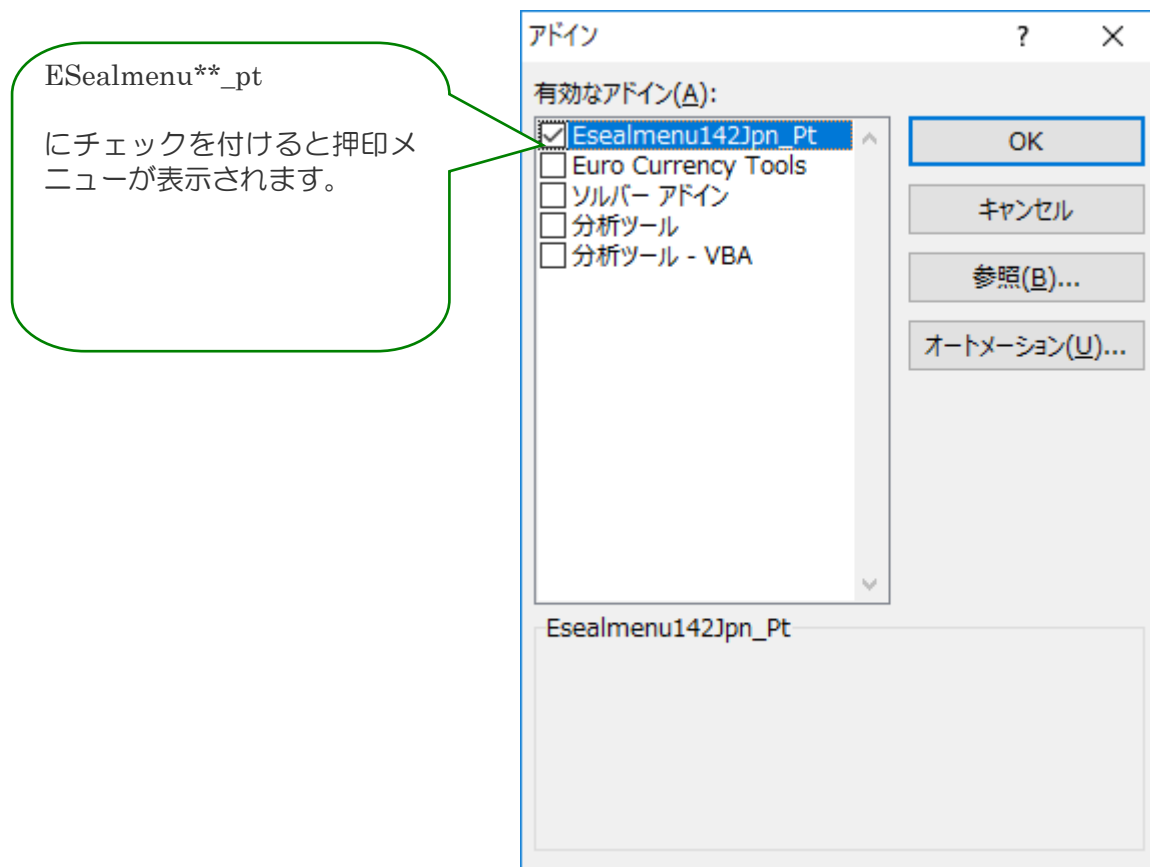 ESealmenu**_pt
にチェックを付けると押印メ
ニューが表示されます。
アドイン
有効なアドイン(A):
Esealmenu142Jpn_Pt
Euro Currency Tools
ソルバー アドイン
分析ツール
分析ツール - VBA
OK
キャンセル
参照(B)...
オートメーション(U)...
Esealmenu142Jpn_Pt